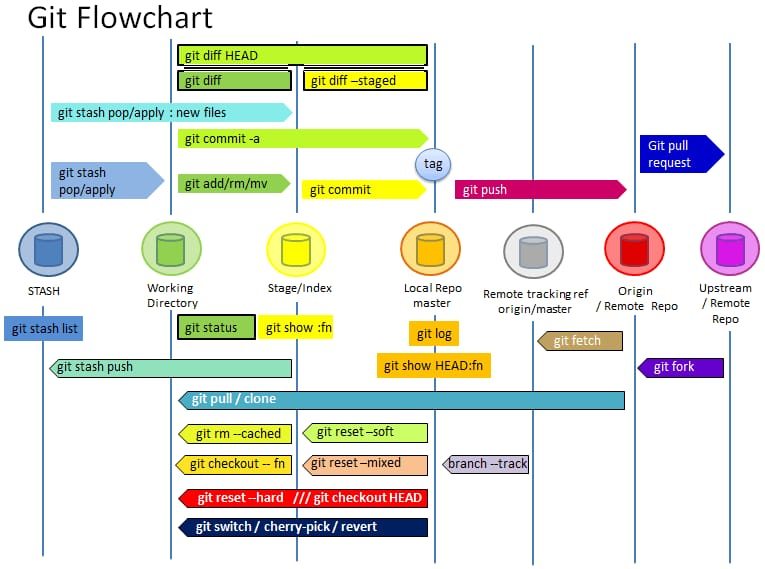 Git Flowchart
git diff HEAD
git diff
git diff –staged
git stash pop/apply : new files
git commit -a
Git pull
request
tag
git stash
pop/apply
git add/rm/mv
git commit
git push
STASH
Working
Directory
Stage/Index
Local Repo
master
Remote tracking ref
origin/master
Origin
/ Remote Repo
Upstream
/ Remote
Repo
git stash list
git status
git show :fn
git log
git fetch
git stash push
git show HEAD:fn
git fork
git pull / clone
git rm --cached
git reset –soft
git checkout -- fn
git reset –mixed
branch --track
git reset --hard /// git checkout HEAD
git switch / cherry-pick / revert